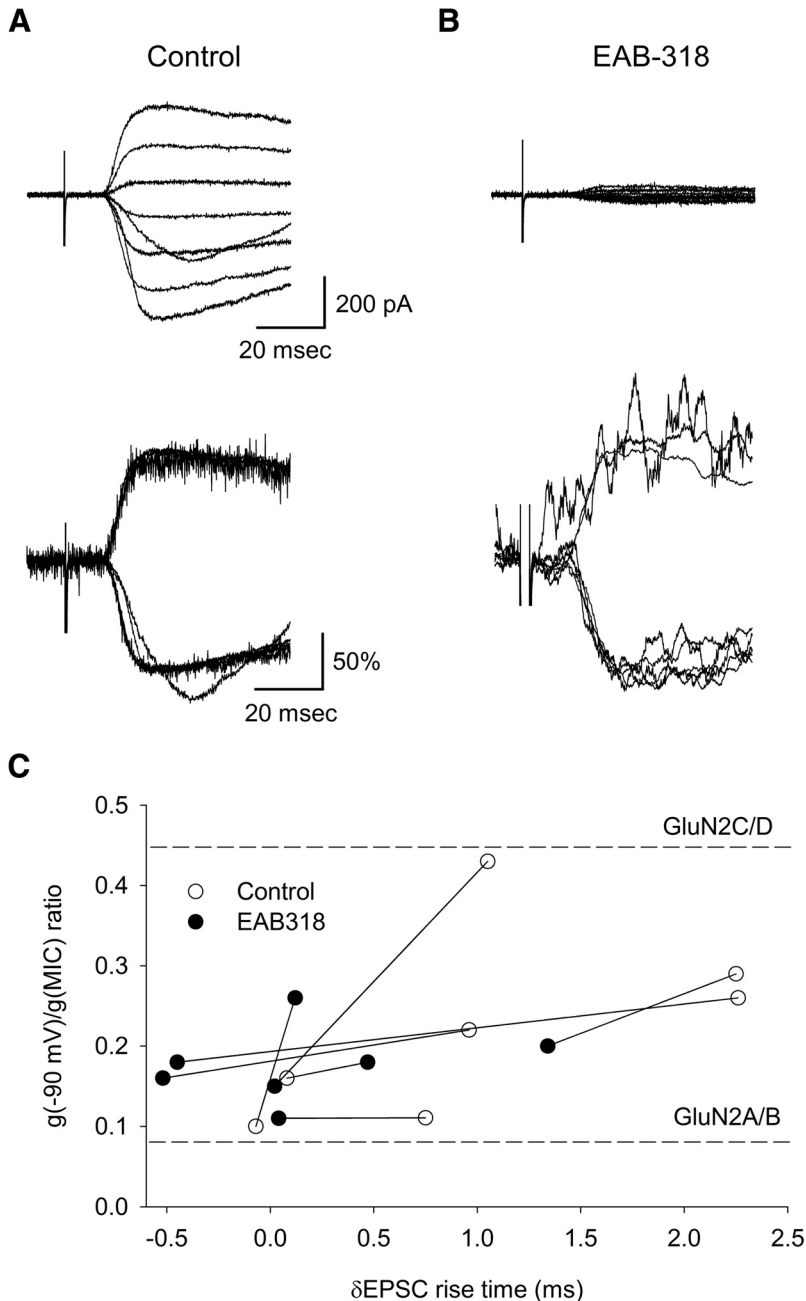 A
B
Control
EAB-318
200 pA
20 msec
50%
20 msec
C
0.5
0.4
0.3
0.2
0.1
0.0
g(-90 mV)/g(MIC) ratio
GluN2C/D
Control
EAB318
GluN2A/B
-0.5 0.0 0.5 1.0 1.5 2.0 2.5
δEPSC rise time (ms)